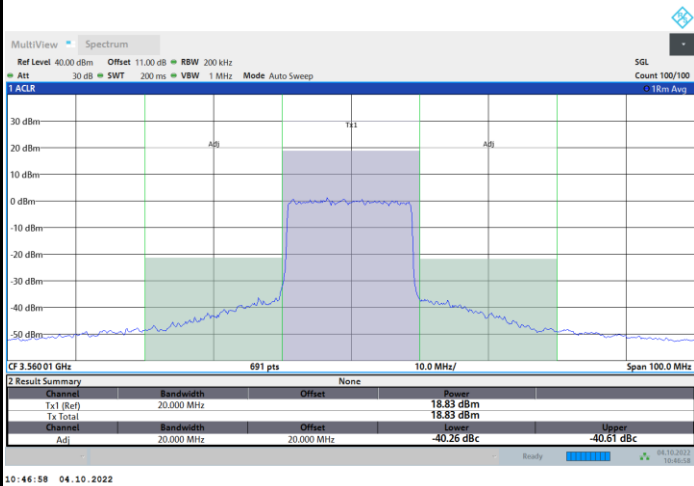 MultiView Spectrum
Ref Level 40.00 dBm Offset 11.00 dB RBW 200 kHz SGL
Att 30 dB SWT 200 ms VBW 1 MHz Mode Auto Sweep Count 100/100
1 ACLR 1Rm Avg
30 dBm
Tx1
20 dBm Adj Adj
10 dBm
0 dBm
-10 dBm
-20 dBm
-30 dBm
-40 dBm
-50 dBm
CF 3.56001 GHz 691 pts 10.0 MHz/ Span 100.0 MHz
2 Result Summary None
Channel Bandwidth Offset Power
Tx1 (Ref) 20.000 MHz 18.83 dBm
Tx Total 18.83 dBm
Channel Bandwidth Offset Lower Upper
Adj 20.000 MHz 20.000 MHz -40.26 dBc -40.61 dBc
Ready 04.10.2022
10:46:58
10:46:58 04.10.2022